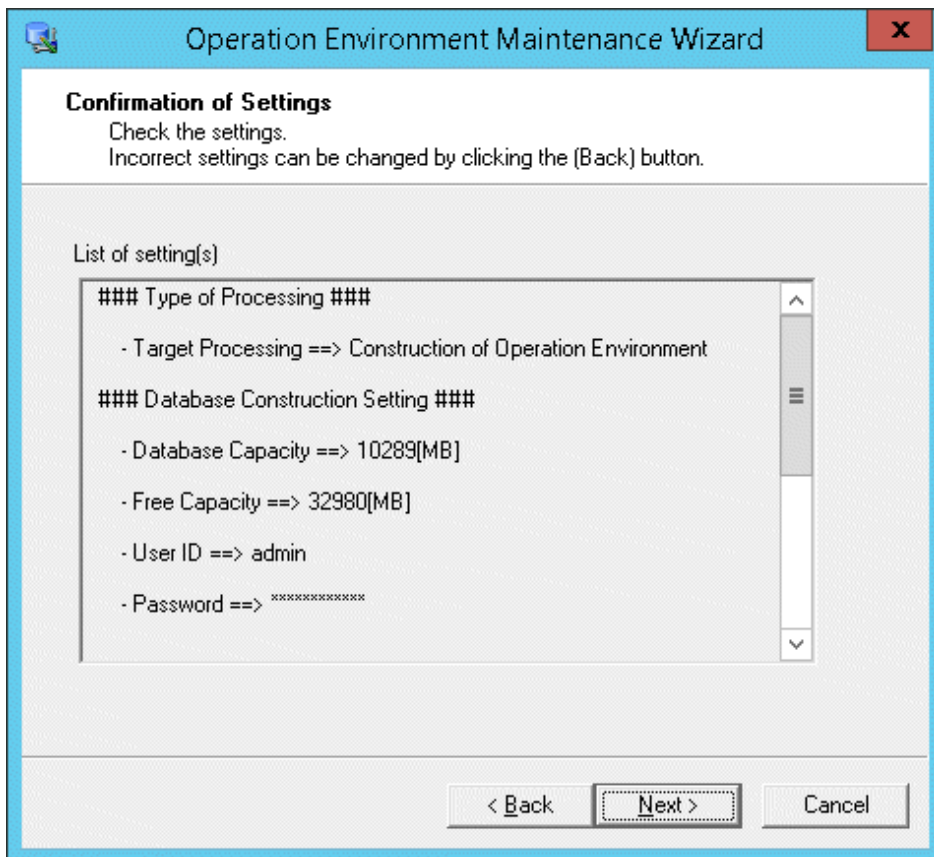 Operation Environment Maintenance Wizard
x
Confirmation of Settings
Check the settings.
Incorrect settings can be changed by clicking the (Back) button.
List of setting(s)
### Type of Processing ###
- Target Processing ==> Construction of Operation Environment
### Database Construction Setting ###
- Database Capacity ==> 10289[MB]
- Free Capacity ==> 32980[MB]
- User ID ==> admin
- Password ==> ************
< Back
Next >
Cancel